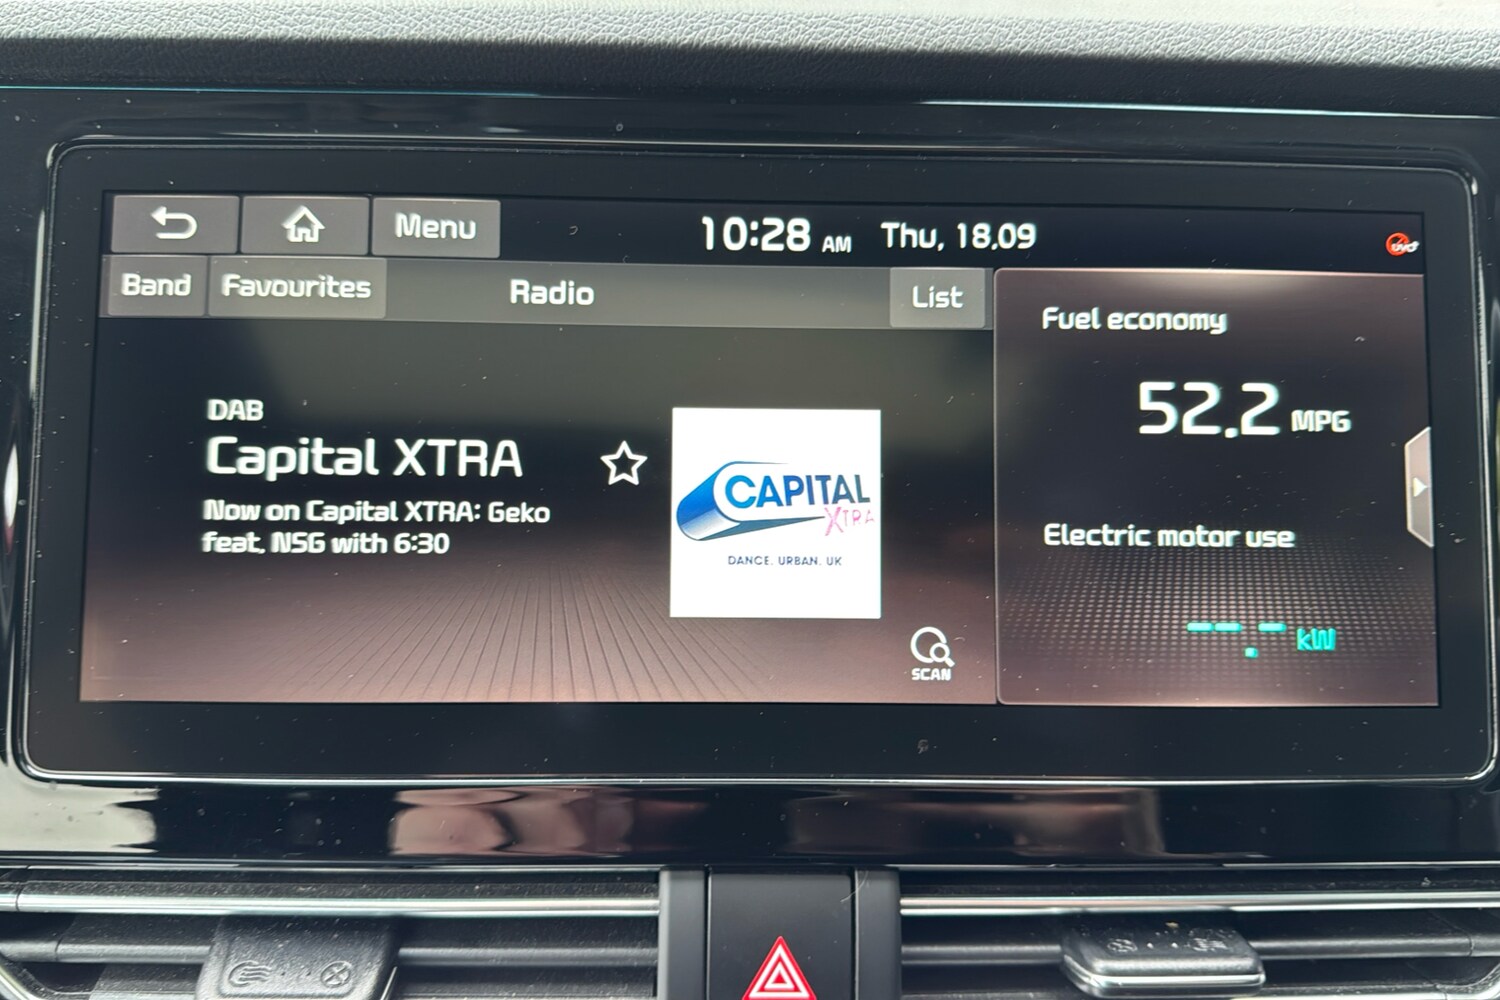 Menu
10:28 AM Thu, 18.09
UVO+
Band Favourites Radio List
Fuel economy
52.2 MPG
DAB
Capital XTRA
Now on Capital XTRA: Geko
feat. NSG with 6:30
CAPITAL
XTRA
DANCE. URBAN. UK
Electric motor use
--.- kW
SCAN